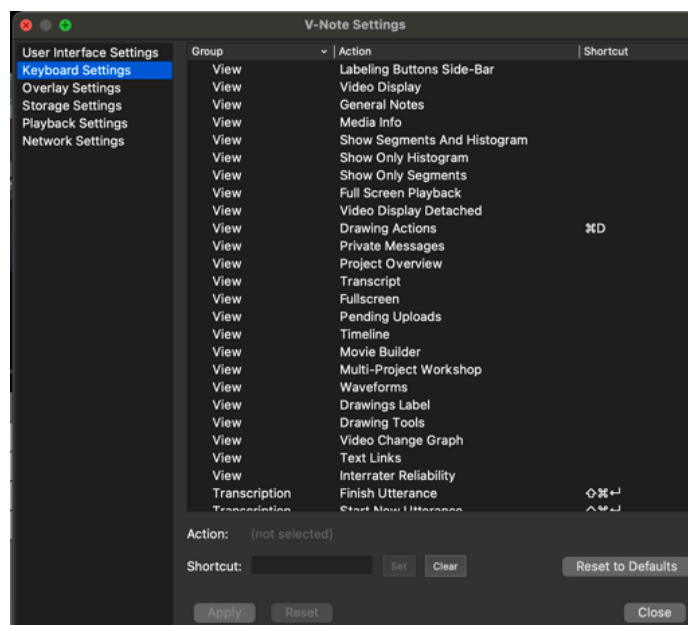 V-Note Settings
User Interface Settings
Keyboard Settings
Overlay Settings
Storage Settings
Playback Settings
Network Settings
Group Action Shortcut
View Labeling Buttons Side-Bar
View Video Display
View General Notes
View Media Info
View Show Segments And Histogram
View Show Only Histogram
View Show Only Segments
View Full Screen Playback
View Video Display Detached
View Drawing Actions ⌘D
View Private Messages
View Project Overview
View Transcript
View Fullscreen
View Pending Uploads
View Timeline
View Movie Builder
View Multi-Project Workshop
View Waveforms
View Drawings Label
View Drawing Tools
View Video Change Graph
View Text Links
View Interrater Reliability
Transcription Finish Utterance ⇧⌘↩
Transcription Start New Utterance
Action: (not selected)
Shortcut: Set Clear Reset to Defaults
Apply Reset Close